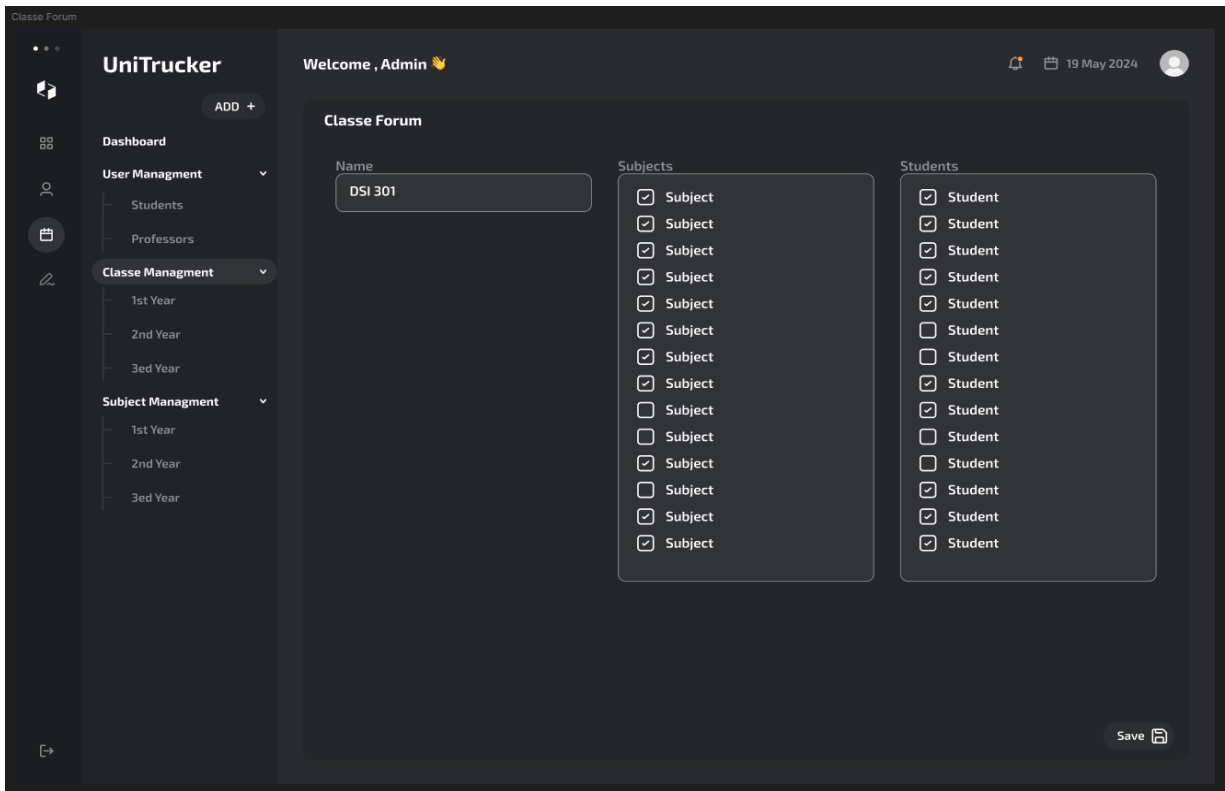 Classe Forum
UniTrucker
ADD +
Dashboard
User Managment
Students
Professors
Classe Managment
1st Year
2nd Year
3ed Year
Subject Managment
1st Year
2nd Year
3ed Year
Welcome , Admin 👋
19 May 2024
Classe Forum
Name
DSI 301
Subjects
Subject
Subject
Subject
Subject
Subject
Subject
Subject
Subject
Subject
Subject
Subject
Subject
Subject
Subject
Students
Student
Student
Student
Student
Student
Student
Student
Student
Student
Student
Student
Student
Student
Student
Save